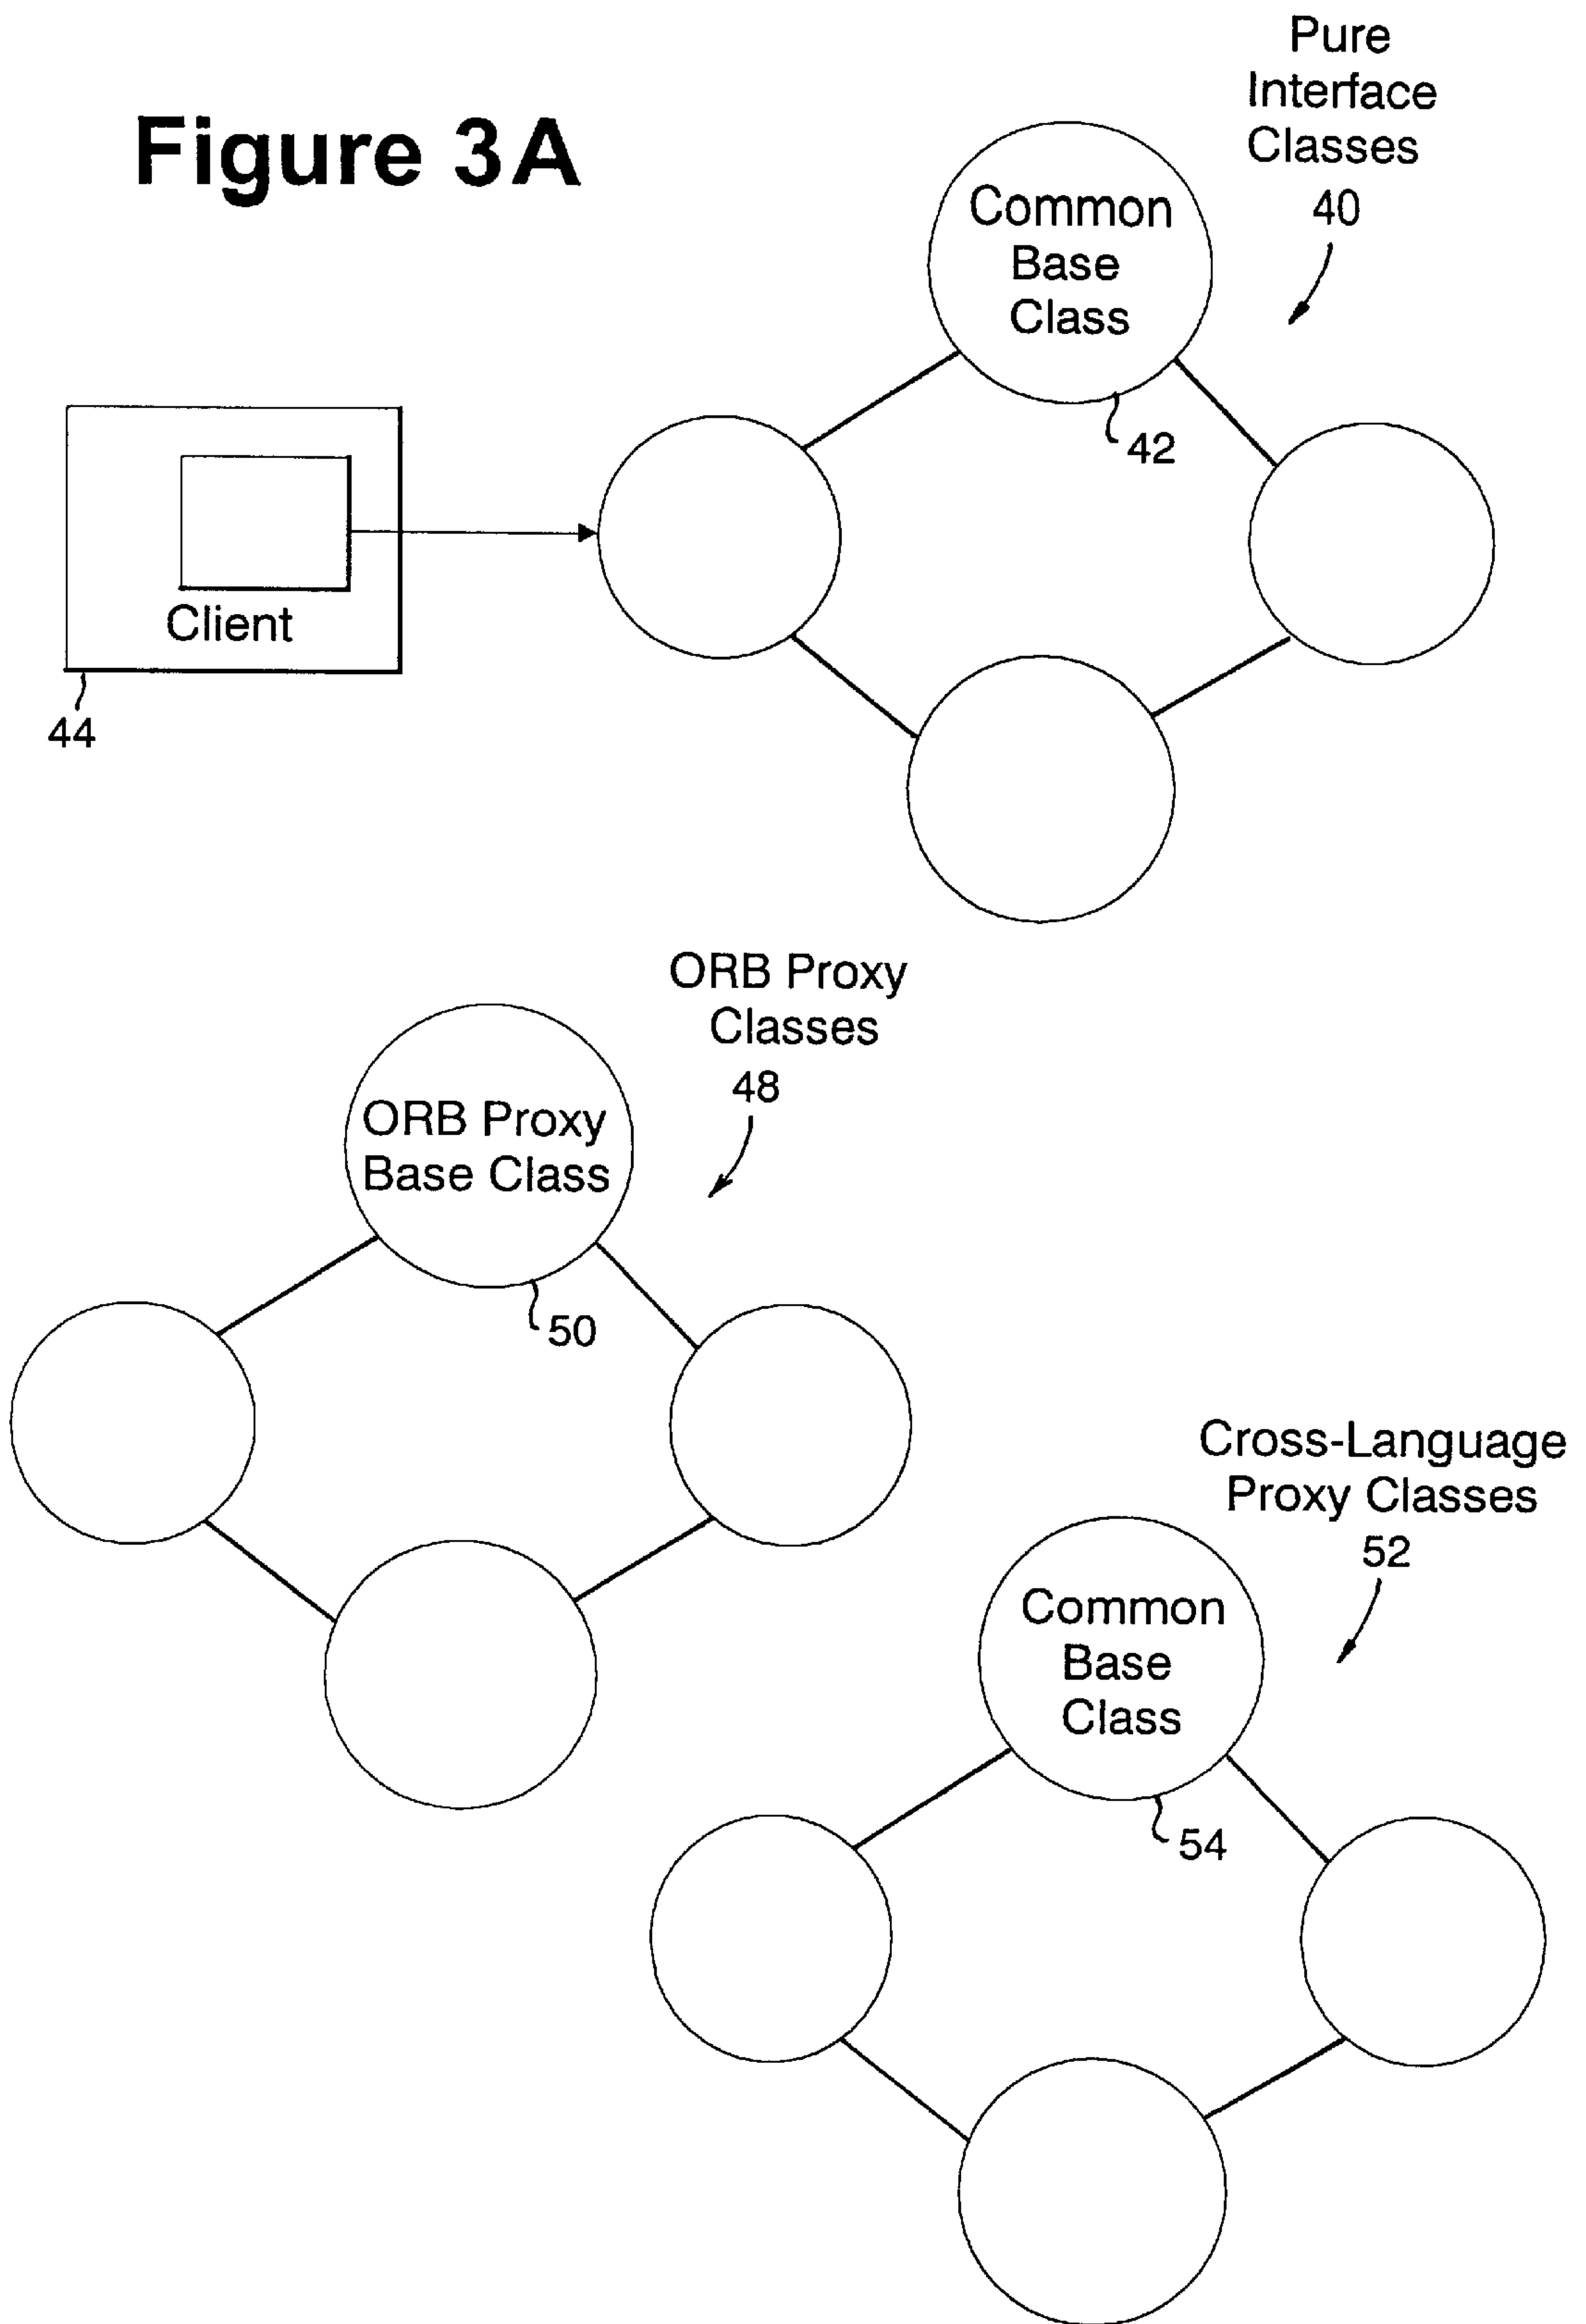 Figure 3A
Pure
Interface
Classes
40
Common
Base
Class
42
Client
44
ORB Proxy
Classes
48
ORB Proxy
Base Class
50
Cross-Language
Proxy Classes
52
Common
Base
Class
54